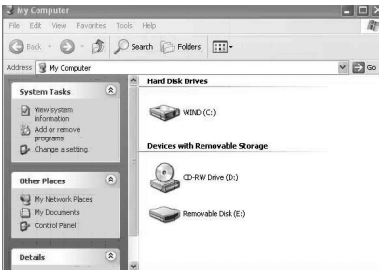 My Computer
File Edit View Favorites Tools Help
Back Search Folders
Address My Computer Go
System Tasks
View system
information
Add or remove
programs
Change a setting
Other Places
My Network Places
My Documents
Control Panel
Details
Hard Disk Drives
WIND (C:)
Devices with Removable Storage
CD-RW Drive (D:)
Removable Disk (E:)